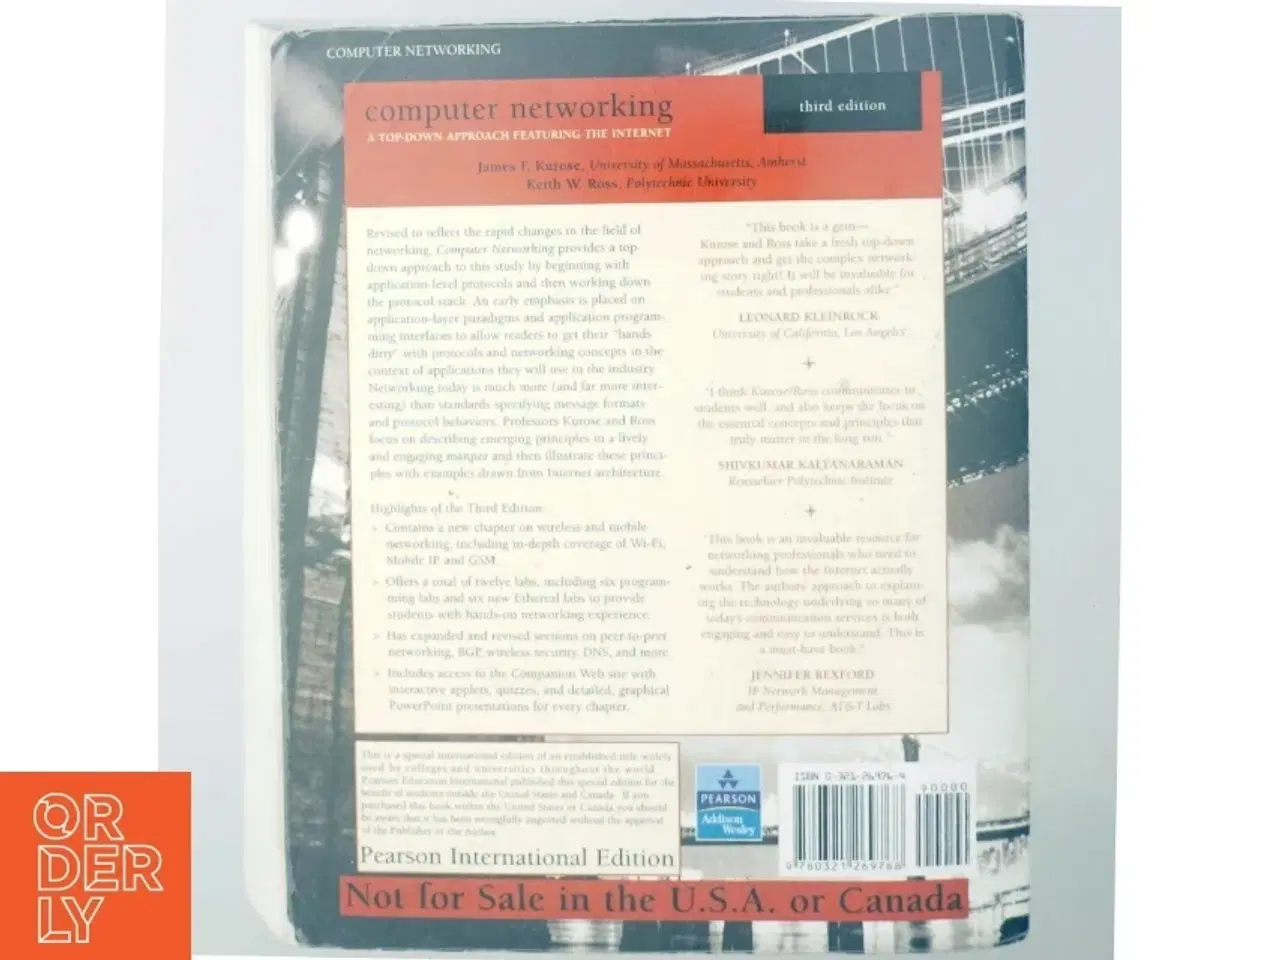 COMPUTER NETWORKING
computer networking
third edition
A TOP-DOWN APPROACH FEATURING THE INTERNET
James F. Kurose, University of Massachusetts, Amherst
Keith W. Ross, Polytechnic University
Revised to reflect the rapid changes in the field of
networking, Computer Networking provides a top-
down approach to this study by beginning with
application-level protocols and then working down
the protocol stack. An early emphasis is placed on
application-layer paradigms and application program-
ming interfaces to allow readers to get their "hands
dirty" with protocols and networking concepts in the
context of applications they will use in the industry.
Networking today is much more (and far more inter-
esting) than standards specifying message formats
and protocol behaviors. Professors Kurose and Ross
focus on describing emerging principles in a lively
and engaging manner and then illustrate these princi-
ples with examples drawn from Internet architecture.
Highlights of the Third Edition:
> Contains a new chapter on wireless and mobile
networking, including in-depth coverage of Wi-Fi,
Mobile IP, and GSM.
> Offers a total of twelve labs, including six program-
ming labs and six new Ethereal labs to provide
students with hands-on networking experience.
> Has expanded and revised sections on peer-to-peer
networking, BGP, wireless security, DNS, and more.
> Includes access to the Companion Web site with
interactive applets, quizzes, and detailed, graphical
PowerPoint presentations for every chapter.
"This book is a gem—
Kurose and Ross take a fresh top-down
approach and get the complex network-
ing story right! It will be invaluable for
students and professionals alike."
LEONARD KLEINROCK
University of California, Los Angeles
"I think Kurose/Ross communicates to
students well, and also keeps the focus on
the essential concepts and principles that
truly matter in the long run."
SHIVKUMAR KALYANARAMAN
Rensselaer Polytechnic Institute
"This book is an invaluable resource for
networking professionals who need to
understand how the Internet actually
works. The authors' approach to explain-
ing the technology underlying so many of
today's communication services is both
engaging and easy to understand. This is
a must-have book."
JENNIFER REXFORD
IP Network Management
and Performance, AT&T Labs
This is a special international edition of an established title widely
used by colleges and universities throughout the world.
Pearson Education International published this special edition for the
benefit of students outside the United States and Canada. If you
purchased this book within the United States or Canada you should
be aware that it has been wrongfully imported without the approval
of the Publisher or the Author.
Pearson International Edition
PEARSON
Addison
Wesley
ISBN 0-321-26976-4
90000
9 780321 269768
Not for Sale in the U.S.A. or Canada
OR
DER
LY